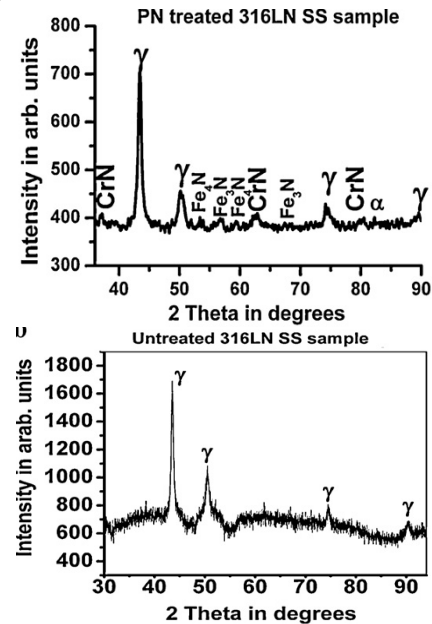 PN treated 316LN SS sample
Intensity in arb. units
800
700
600
500
400
300
CrN
γ
γ
Fe₄N
Fe₃N
Fe₄N
CrN
Fe₃N
γ
CrN
α
γ
40 50 60 70 80 90
2 Theta in degrees
Untreated 316LN SS sample
Intensity in arab. units
1800
1600
1400
1200
1000
800
600
400
γ
γ
γ
γ
30 40 50 60 70 80 90
2 Theta in degrees